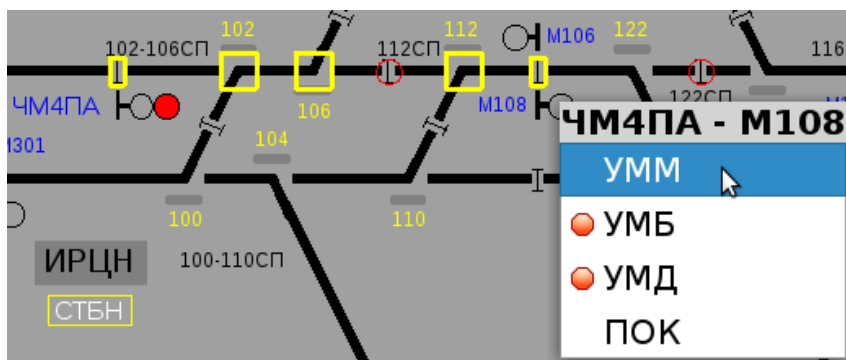 102
112
М106
122
102-106СП
112СП
116
ЧМ4ПА
106
М108
122СП
104
ЧМ4ПА - М108
УММ
100
110
УМБ
ИРЦН
100-110СП
УМД
СТБН
ПОК